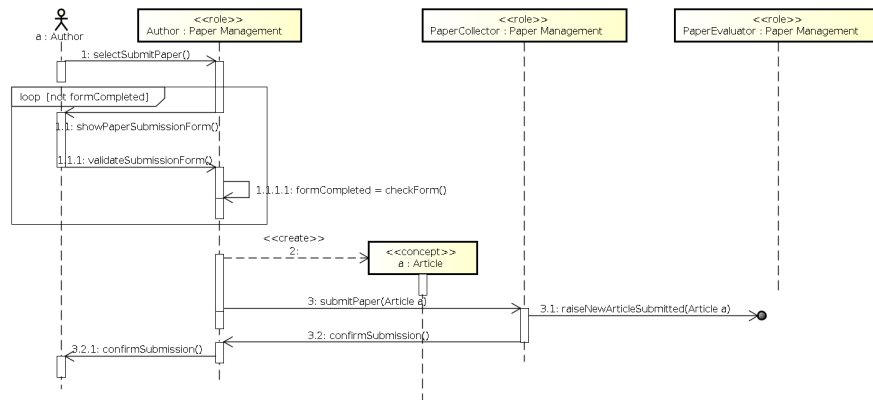 <<role>>
Author : Paper Management
<<role>>
PaperCollector : Paper Management
<<role>>
PaperEvaluator : Paper Management
a : Author
1: selectSubmitPaper()
loop [not formCompleted]
1.1: showPaperSubmissionForm()
1.1.1: validateSubmissionForm()
1.1.1.1: formCompleted = checkForm()
<<create>>
2:
<<concept>>
a : Article
3: submitPaper(Article a)
3.1: raiseNewArticleSubmitted(Article a)
3.2: confirmSubmission()
3.2.1: confirmSubmission()